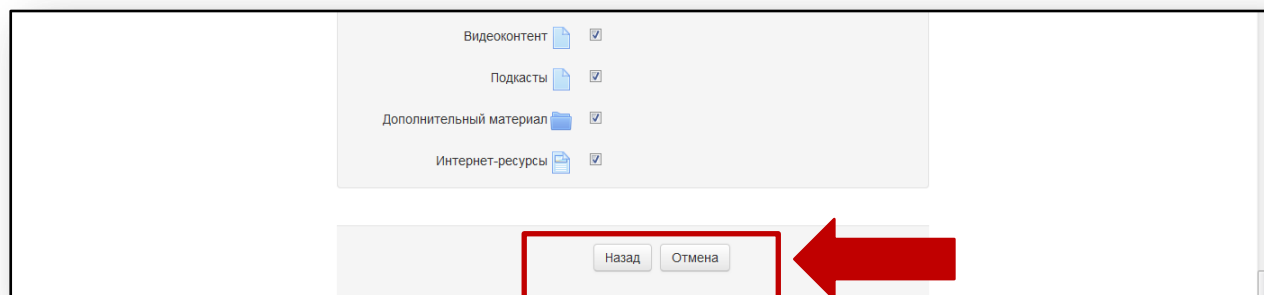 Видеоконтент
Подкасты
Дополнительный материал
Интернет-ресурсы
Назад Отмена